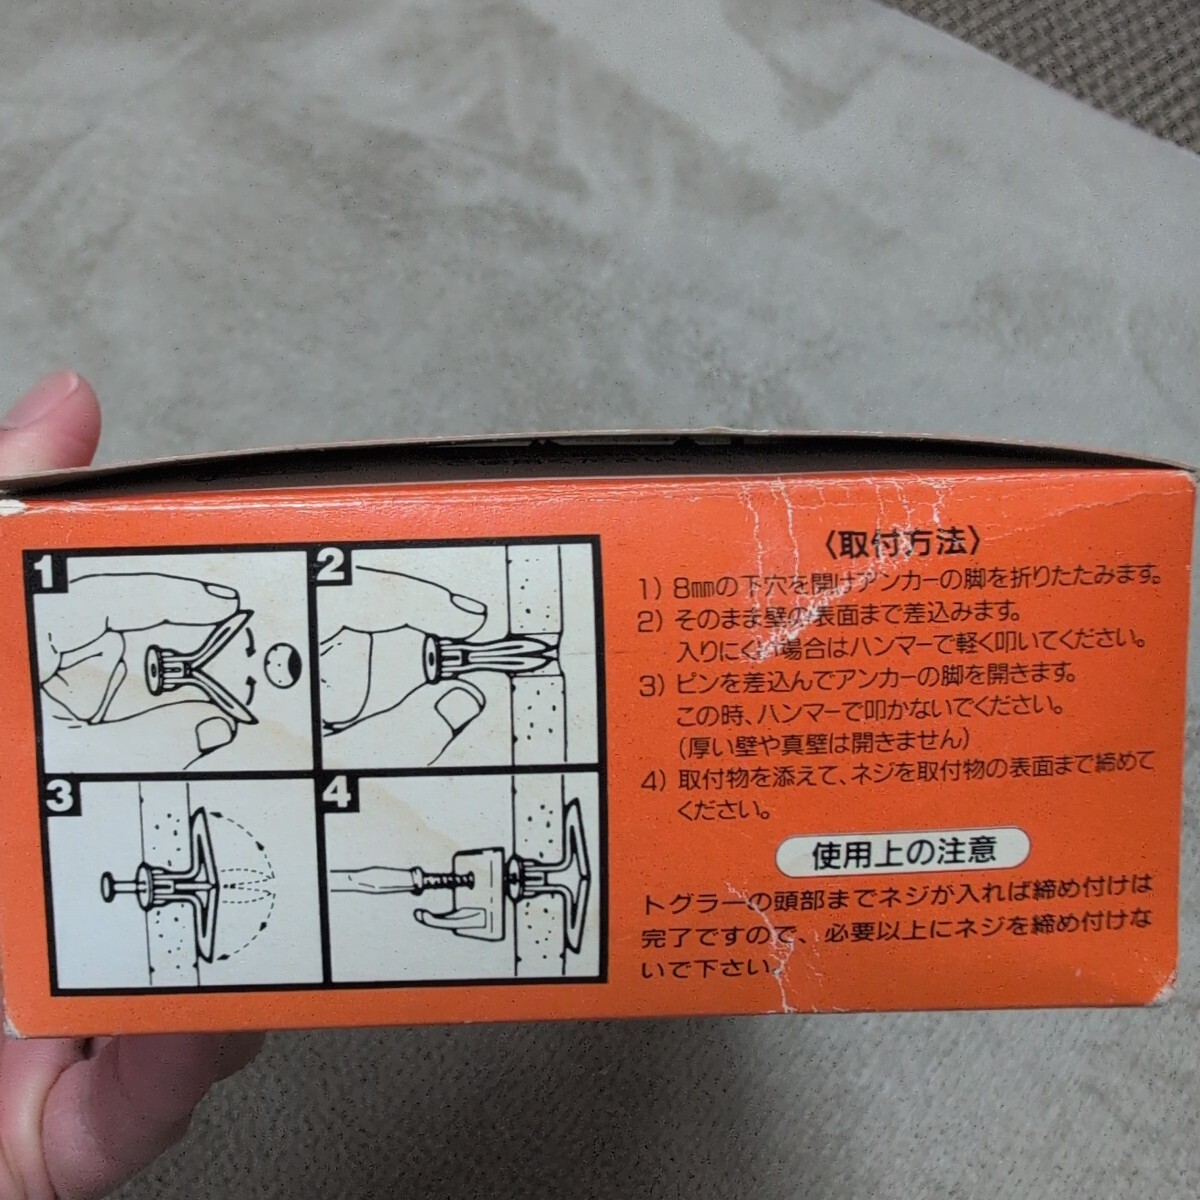 1
2
3
4
〈取付方法〉
1) 8㎜の下穴を開けアンカーの脚を折りたたみます。
2) そのまま壁の表面まで差込みます。
入りにくい場合はハンマーで軽く叩いてください。
3) ピンを差込んでアンカーの脚を開きます。
この時、ハンマーで叩かないでください。
(厚い壁や真壁は開きません)
4) 取付物を添えて、ネジを取付物の表面まで締めて
ください。
使用上の注意
トグラーの頭部までネジが入れば締め付けは
完了ですので、必要以上にネジを締め付けな
いで下さい。